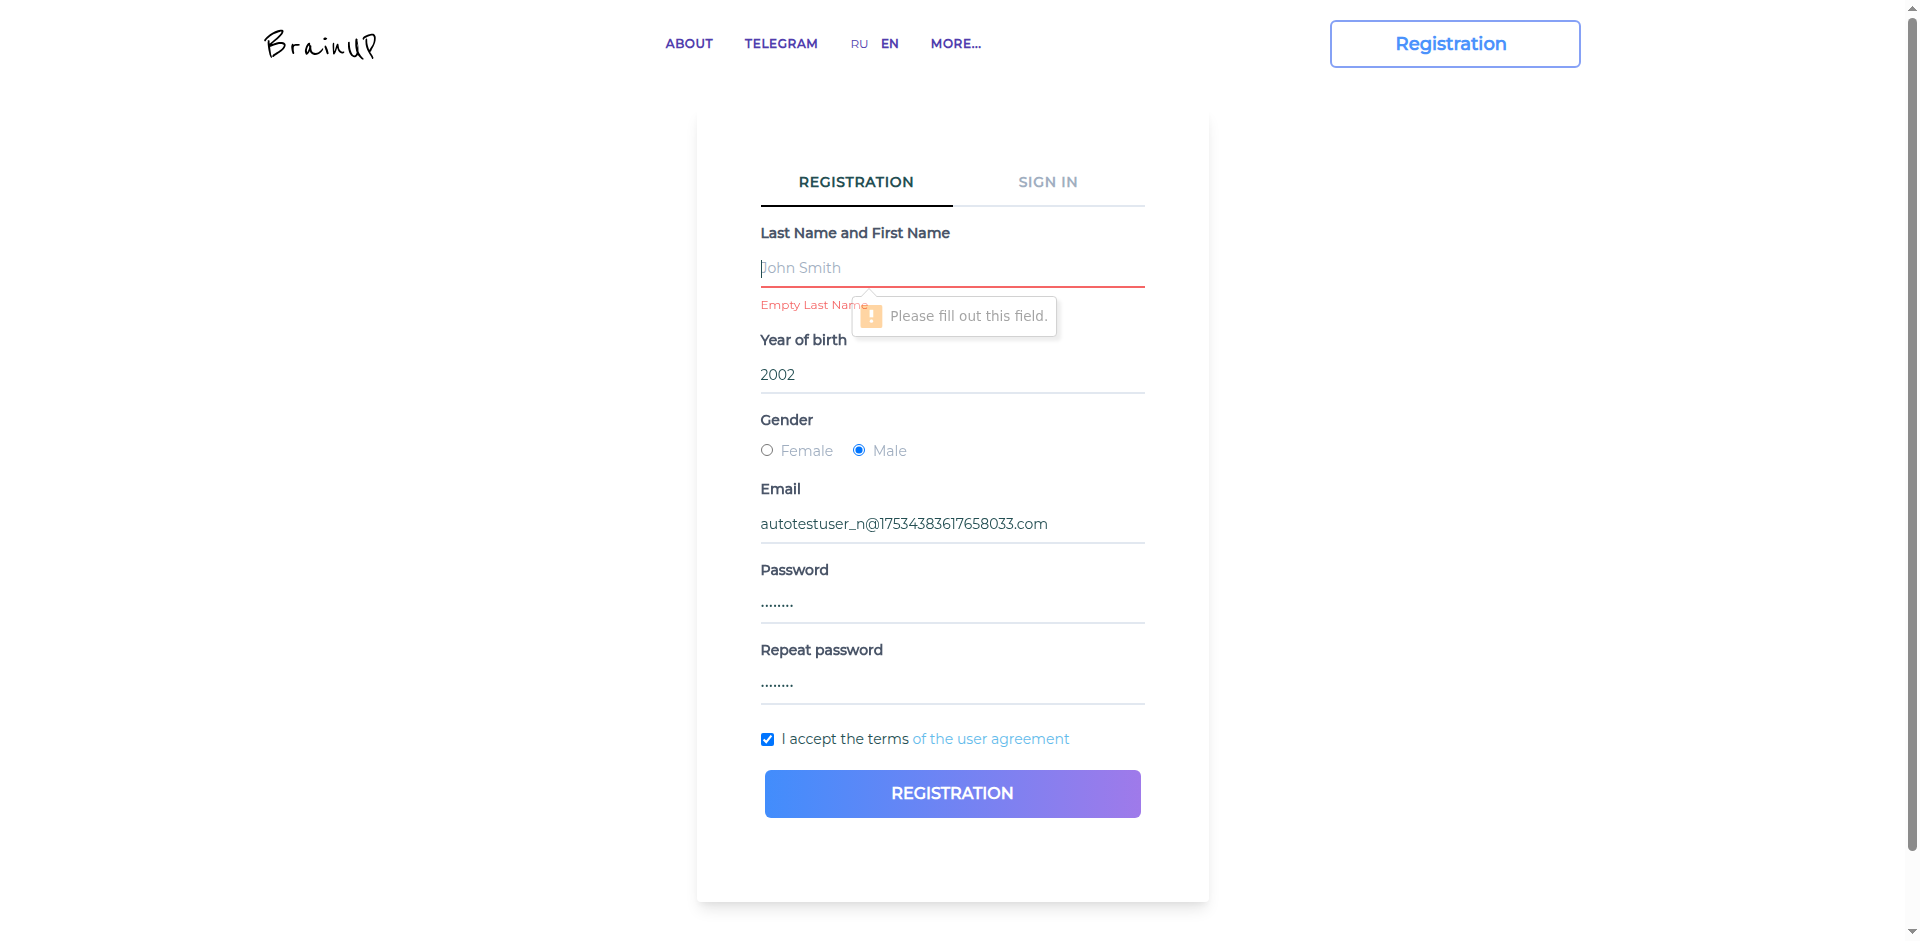 BrainUP
ABOUT TELEGRAM RU EN MORE...
Registration
REGISTRATION SIGN IN
Last Name and First Name
John Smith
Empty Last Name
Please fill out this field.
Year of birth
2002
Gender
Female Male
Email
autotestuser_n@17534383617658033.com
Password
••••••••
Repeat password
••••••••
I accept the terms of the user agreement
REGISTRATION